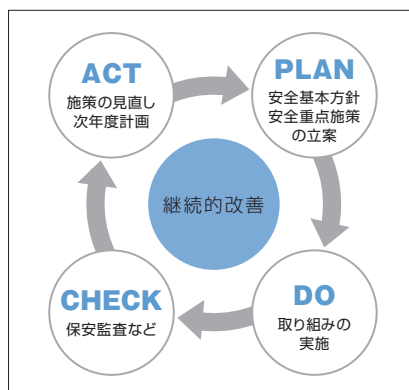 ACT
施策の見直し
次年度計画
PLAN
安全基本方針
安全重点施策
の立案
継続的改善
CHECK
保安監査など
DO
取り組みの
実施